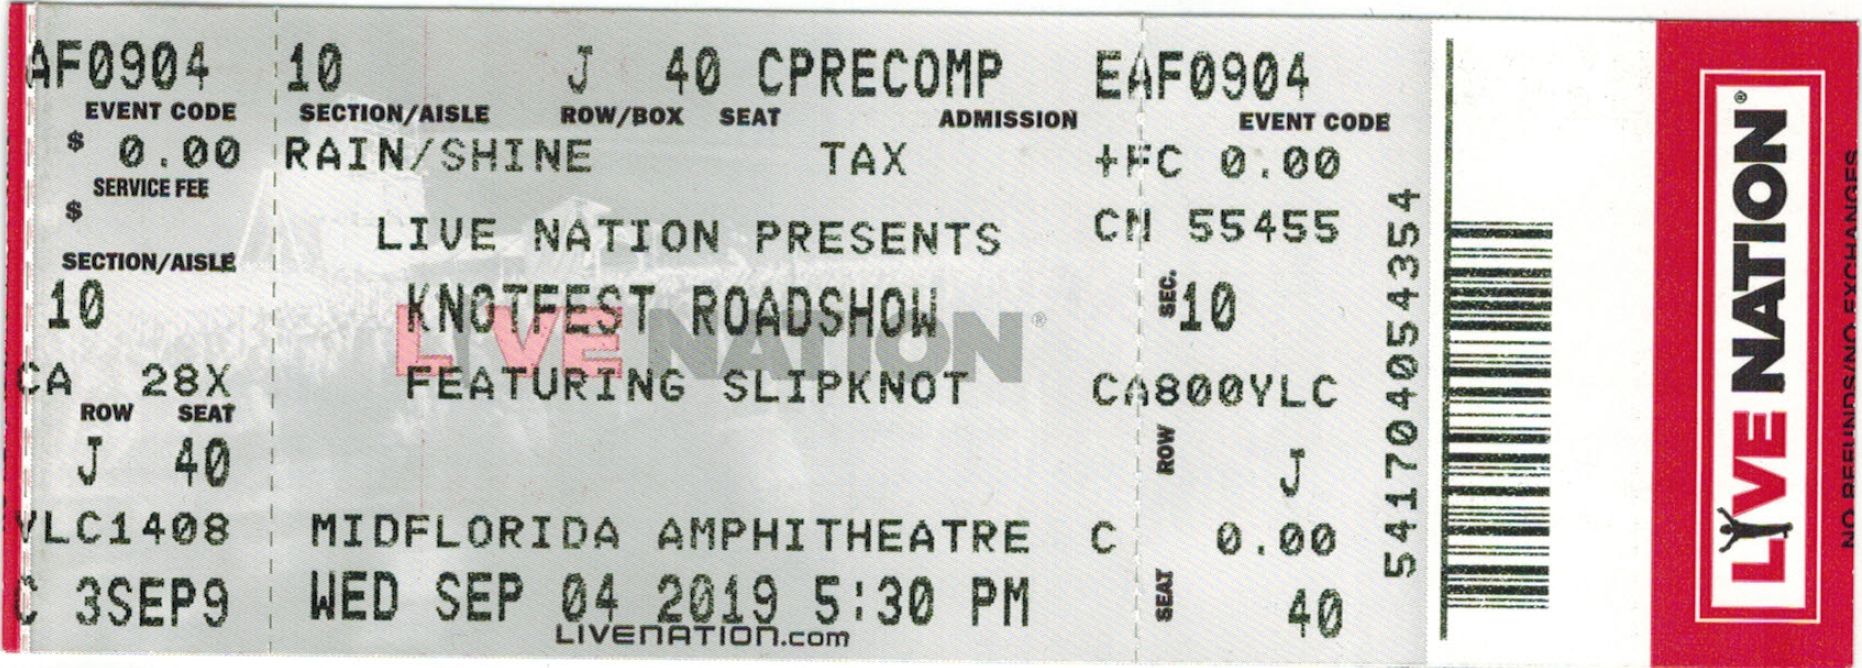 AF0904 10 J 40 CPRECOMP EAF0904
EVENT CODE SECTION/AISLE ROW/BOX SEAT ADMISSION EVENT CODE
$ 0.00 RAIN/SHINE TAX +FC 0.00
SERVICE FEE
$
LIVE NATION PRESENTS CN 55455
SECTION/AISLE
10 KNOTFEST ROADSHOW SEC. 10
LIVE NATION®
CA 28X FEATURING SLIPKNOT CA800YLC
ROW SEAT
J 40 ROW J
YLC1408 MIDFLORIDA AMPHITHEATRE C 0.00
C 3SEP9 WED SEP 04 2019 5:30 PM SEAT 40
LIVENATION.com
541704054354
LIVE NATION®
NO REFUNDS/NO EXCHANGES